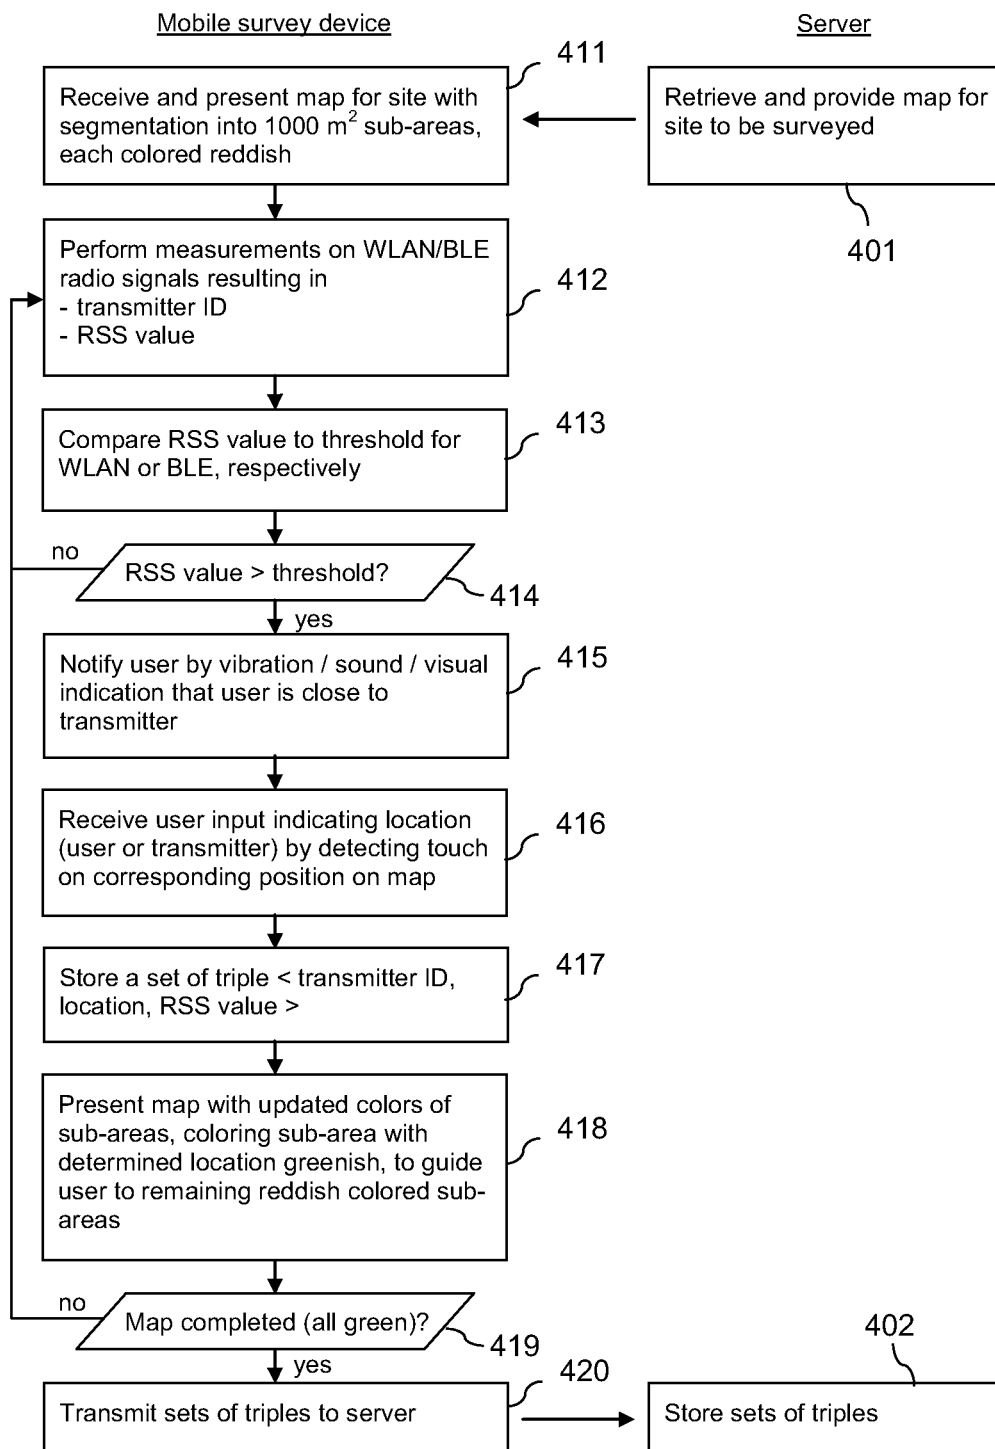 Mobile survey device
Server
411
Receive and present map for site with
segmentation into 1000 m² sub-areas,
each colored reddish
Retrieve and provide map for
site to be surveyed
401
Perform measurements on WLAN/BLE
radio signals resulting in
- transmitter ID
- RSS value
412
Compare RSS value to threshold for
WLAN or BLE, respectively
413
no
RSS value > threshold?
414
yes
Notify user by vibration / sound / visual
indication that user is close to
transmitter
415
Receive user input indicating location
(user or transmitter) by detecting touch
on corresponding position on map
416
Store a set of triple < transmitter ID,
location, RSS value >
417
Present map with updated colors of
sub-areas, coloring sub-area with
determined location greenish, to guide
user to remaining reddish colored sub-
areas
418
no
Map completed (all green)?
419
yes
420
402
Transmit sets of triples to server
Store sets of triples